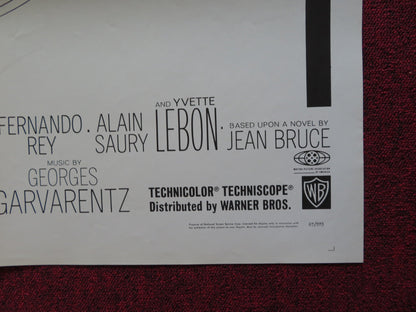 FERNANDO . ALAIN
REY SAURY
AND YVETTE
LEBON .
BASED UPON A NOVEL BY
JEAN BRUCE
MUSIC BY
GEORGES
GARVARENTZ
TECHNICOLOR® TECHNISCOPE®
Distributed by WARNER BROS.
WB